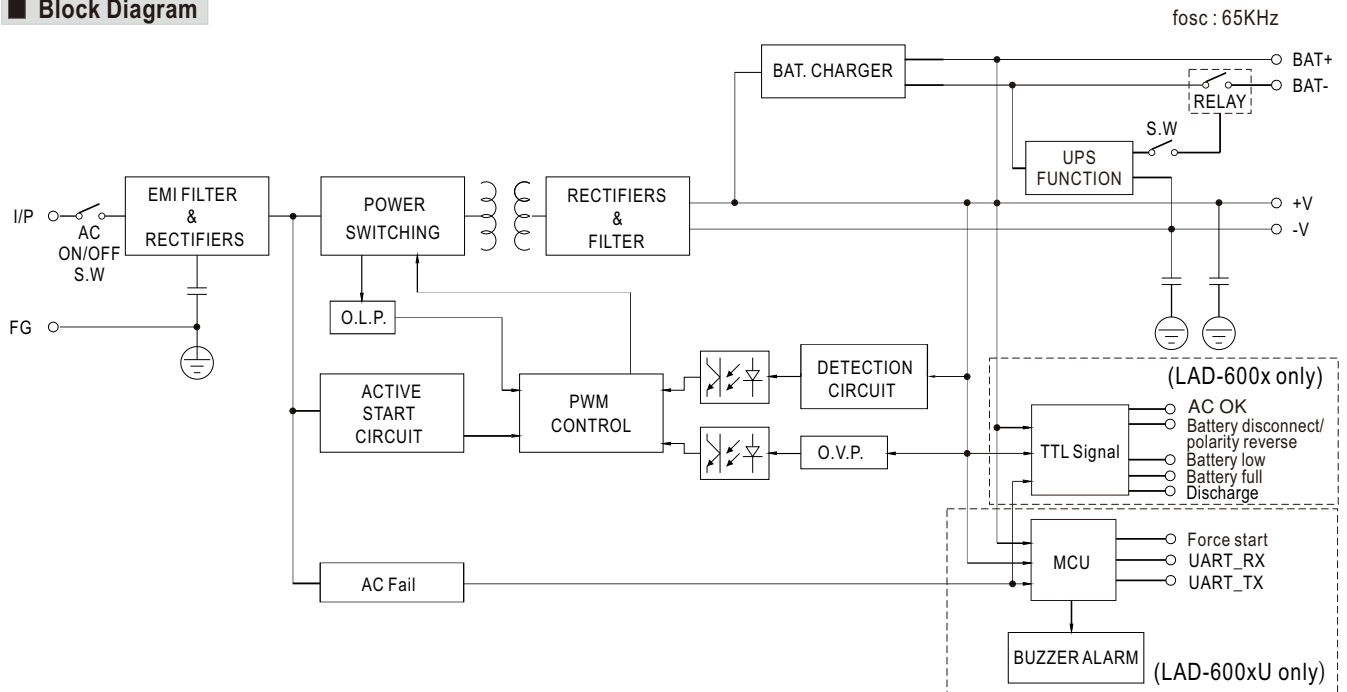 Block Diagram
fosc : 65KHz
BAT. CHARGER
BAT+
BAT-
RELAY
S.W
UPS
FUNCTION
I/P
AC
ON/OFF
S.W
EMI FILTER
&
RECTIFIERS
POWER
SWITCHING
RECTIFIERS
&
FILTER
+V
-V
FG
O.L.P.
ACTIVE
START
CIRCUIT
PWM
CONTROL
DETECTION
CIRCUIT
O.V.P.
(LAD-600x only)
TTL Signal
AC OK
Battery disconnect/
polarity reverse
Battery low
Battery full
Discharge
AC Fail
MCU
Force start
UART_RX
UART_TX
BUZZER ALARM
(LAD-600xU only)